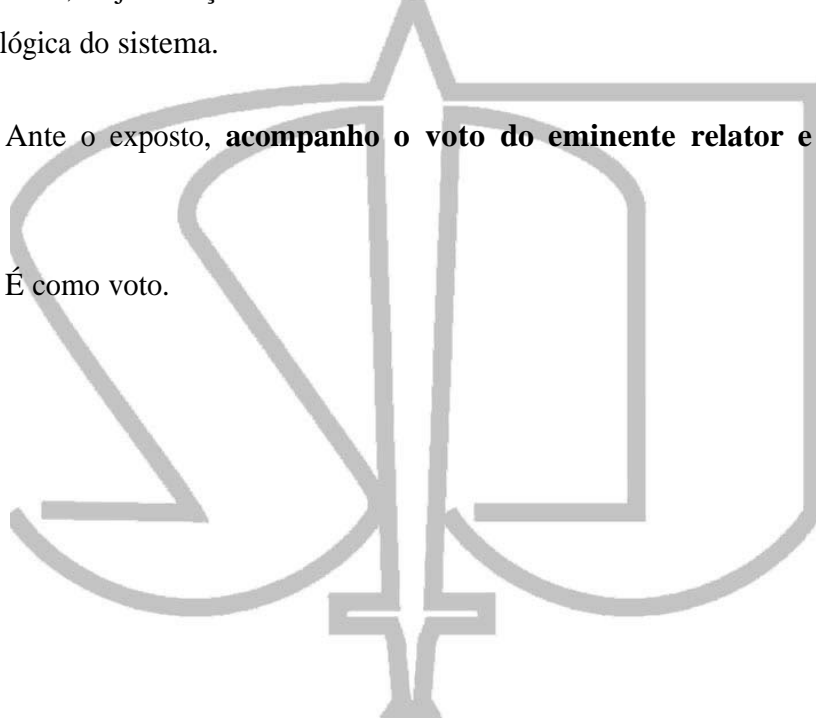 lógica do sistema.
Ante o exposto, acompanho o voto do eminente relator e
É como voto.